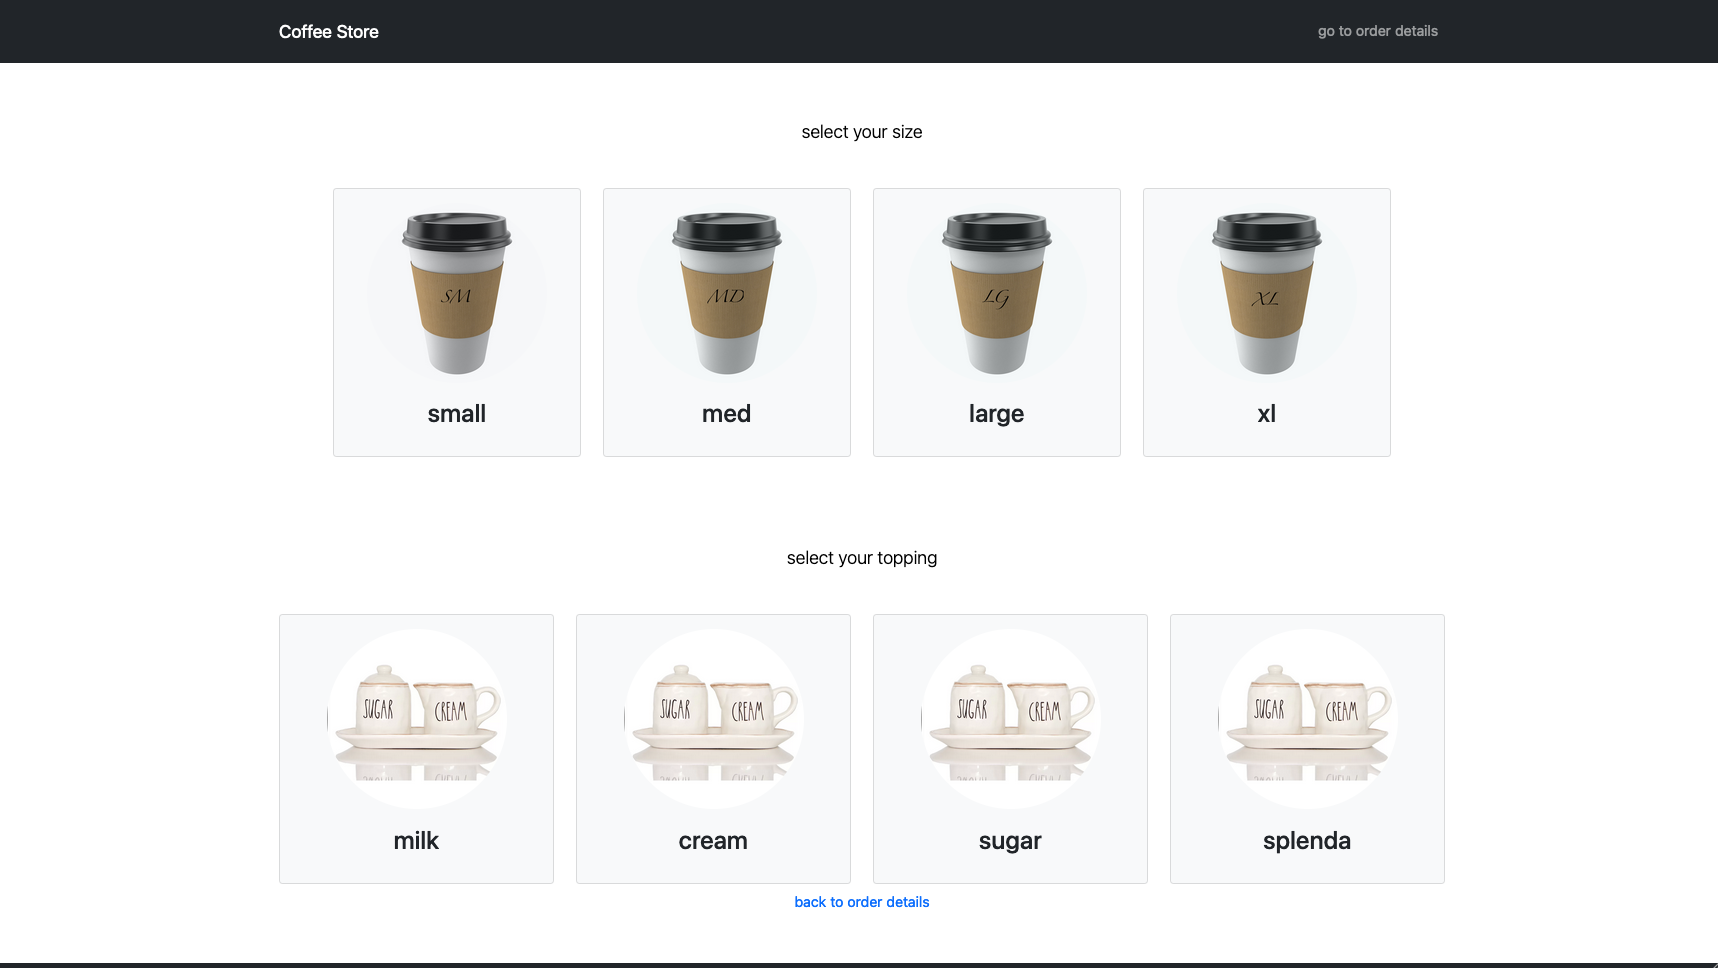 Coffee Store
go to order details
select your size
SM
MD
LG
XL
small
med
large
xl
select your topping
SUGAR CREAM
SUGAR CREAM
SUGAR CREAM
SUGAR CREAM
milk
cream
sugar
splenda
back to order details